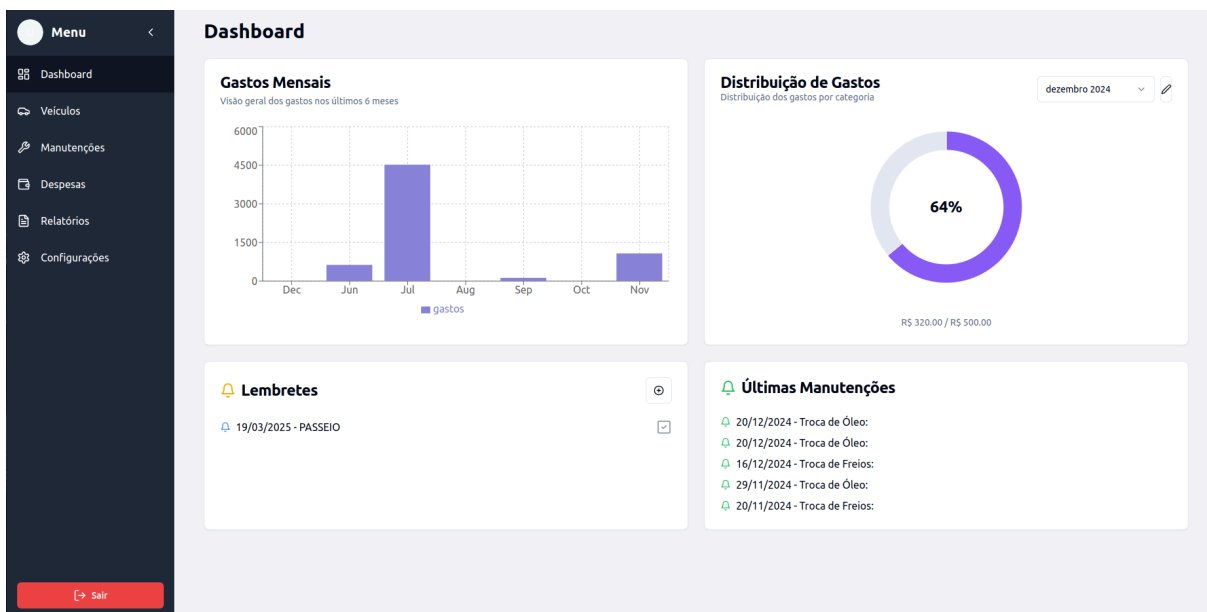 Menu
Dashboard
Veículos
Manutenções
Despesas
Relatórios
Configurações
Sair
Dashboard
Gastos Mensais
Visão geral dos gastos nos últimos 6 meses
6000
4500
3000
1500
0
Dec Jun Jul Aug Sep Oct Nov
gastos
Distribuição de Gastos
Distribuição dos gastos por categoria
dezembro 2024
64%
R$ 320.00 / R$ 500.00
Lembretes
19/03/2025 - PASSEIO
Últimas Manutenções
20/12/2024 - Troca de Óleo:
20/12/2024 - Troca de Óleo:
16/12/2024 - Troca de Freios:
29/11/2024 - Troca de Óleo:
20/11/2024 - Troca de Freios: